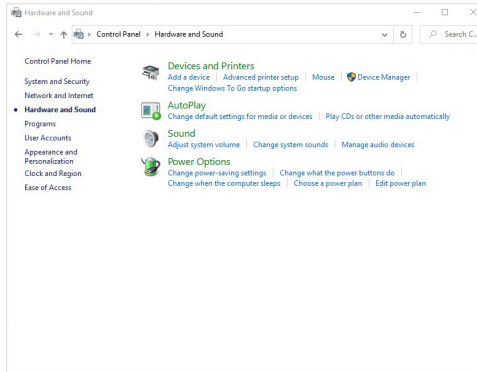 Hardware and Sound
Control Panel › Hardware and Sound
Search C...
Control Panel Home
System and Security
Network and Internet
Hardware and Sound
Programs
User Accounts
Appearance and
Personalization
Clock and Region
Ease of Access
Devices and Printers
Add a device | Advanced printer setup | Mouse | Device Manager |
Change Windows To Go startup options
AutoPlay
Change default settings for media or devices | Play CDs or other media automatically
Sound
Adjust system volume | Change system sounds | Manage audio devices
Power Options
Change power-saving settings | Change what the power buttons do |
Change when the computer sleeps | Choose a power plan | Edit power plan